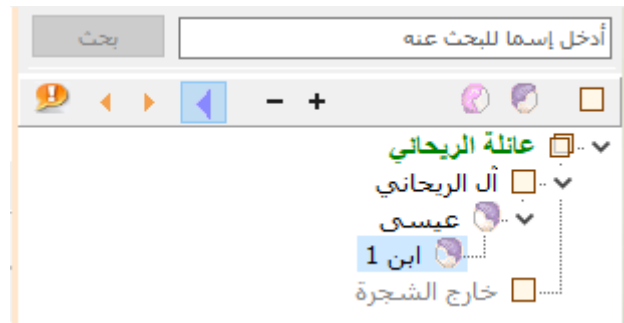 أدخل إسما للبحث عنه بحث
عائلة الريحاني
آل الريحاني
عيسى
ابن 1
خارج الشجرة